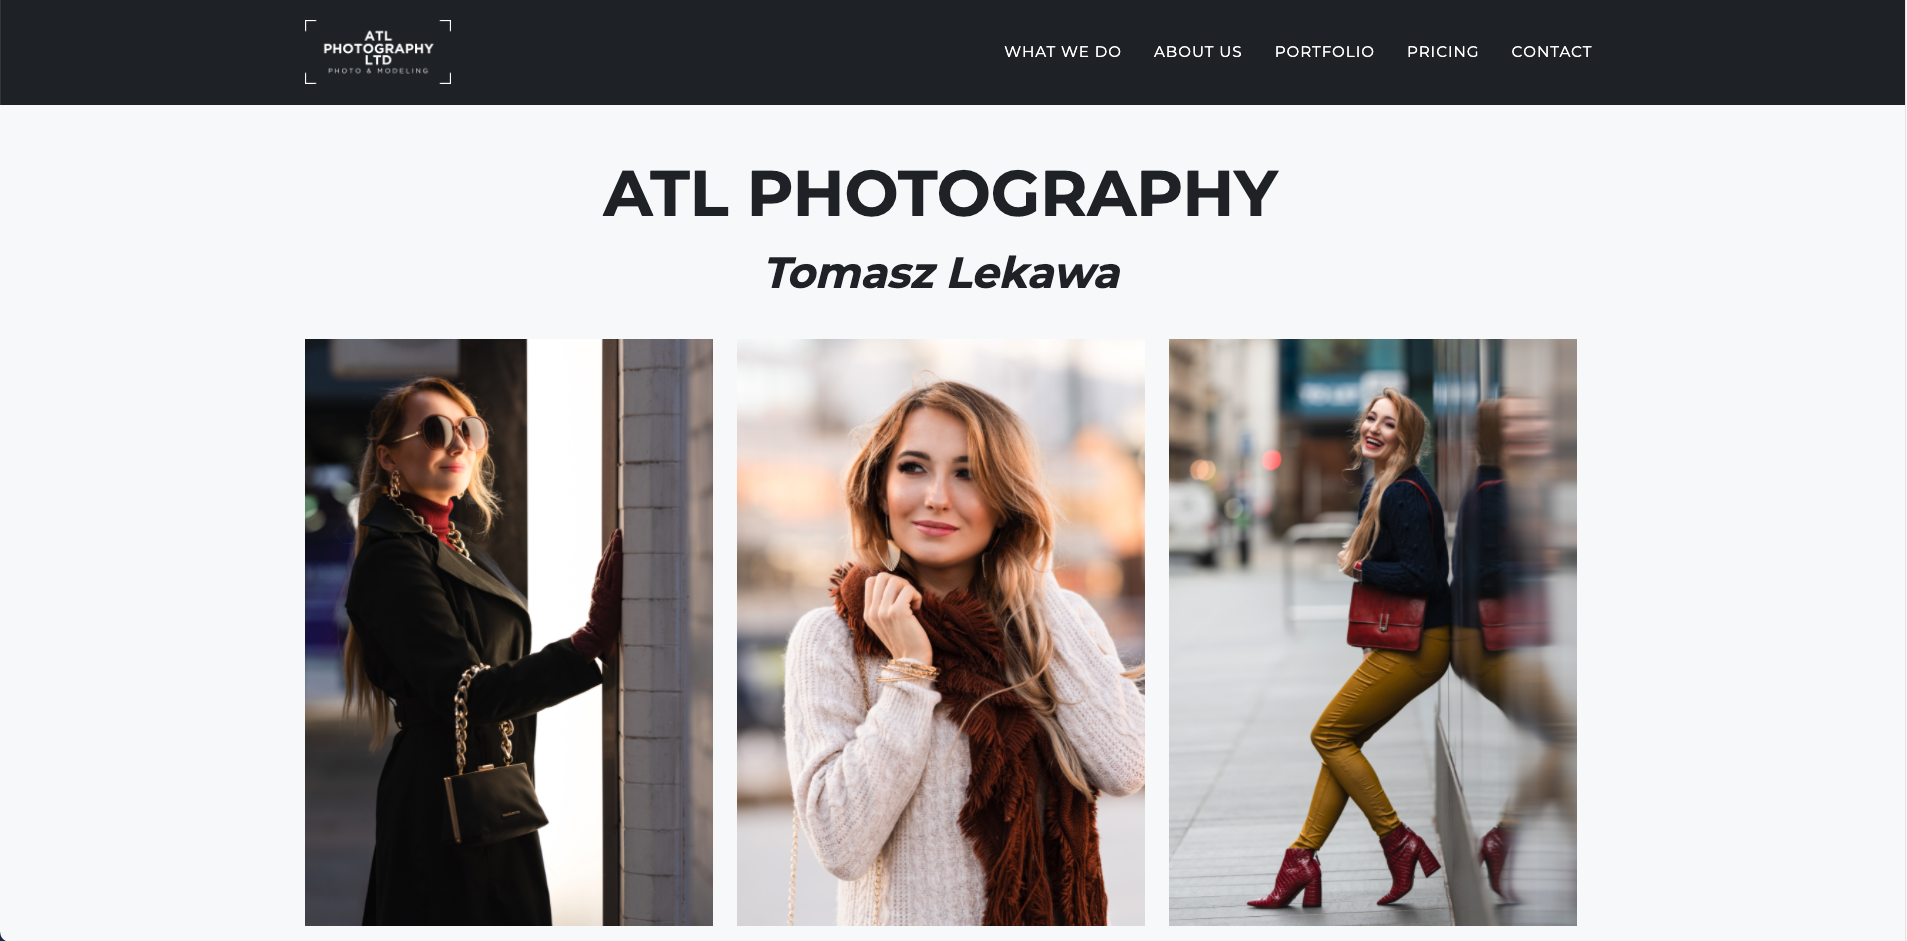 ATL
PHOTOGRAPHY
LTD
PHOTO & MODELING
WHAT WE DO
ABOUT US
PORTFOLIO
PRICING
CONTACT
ATL PHOTOGRAPHY
Tomasz Lekawa